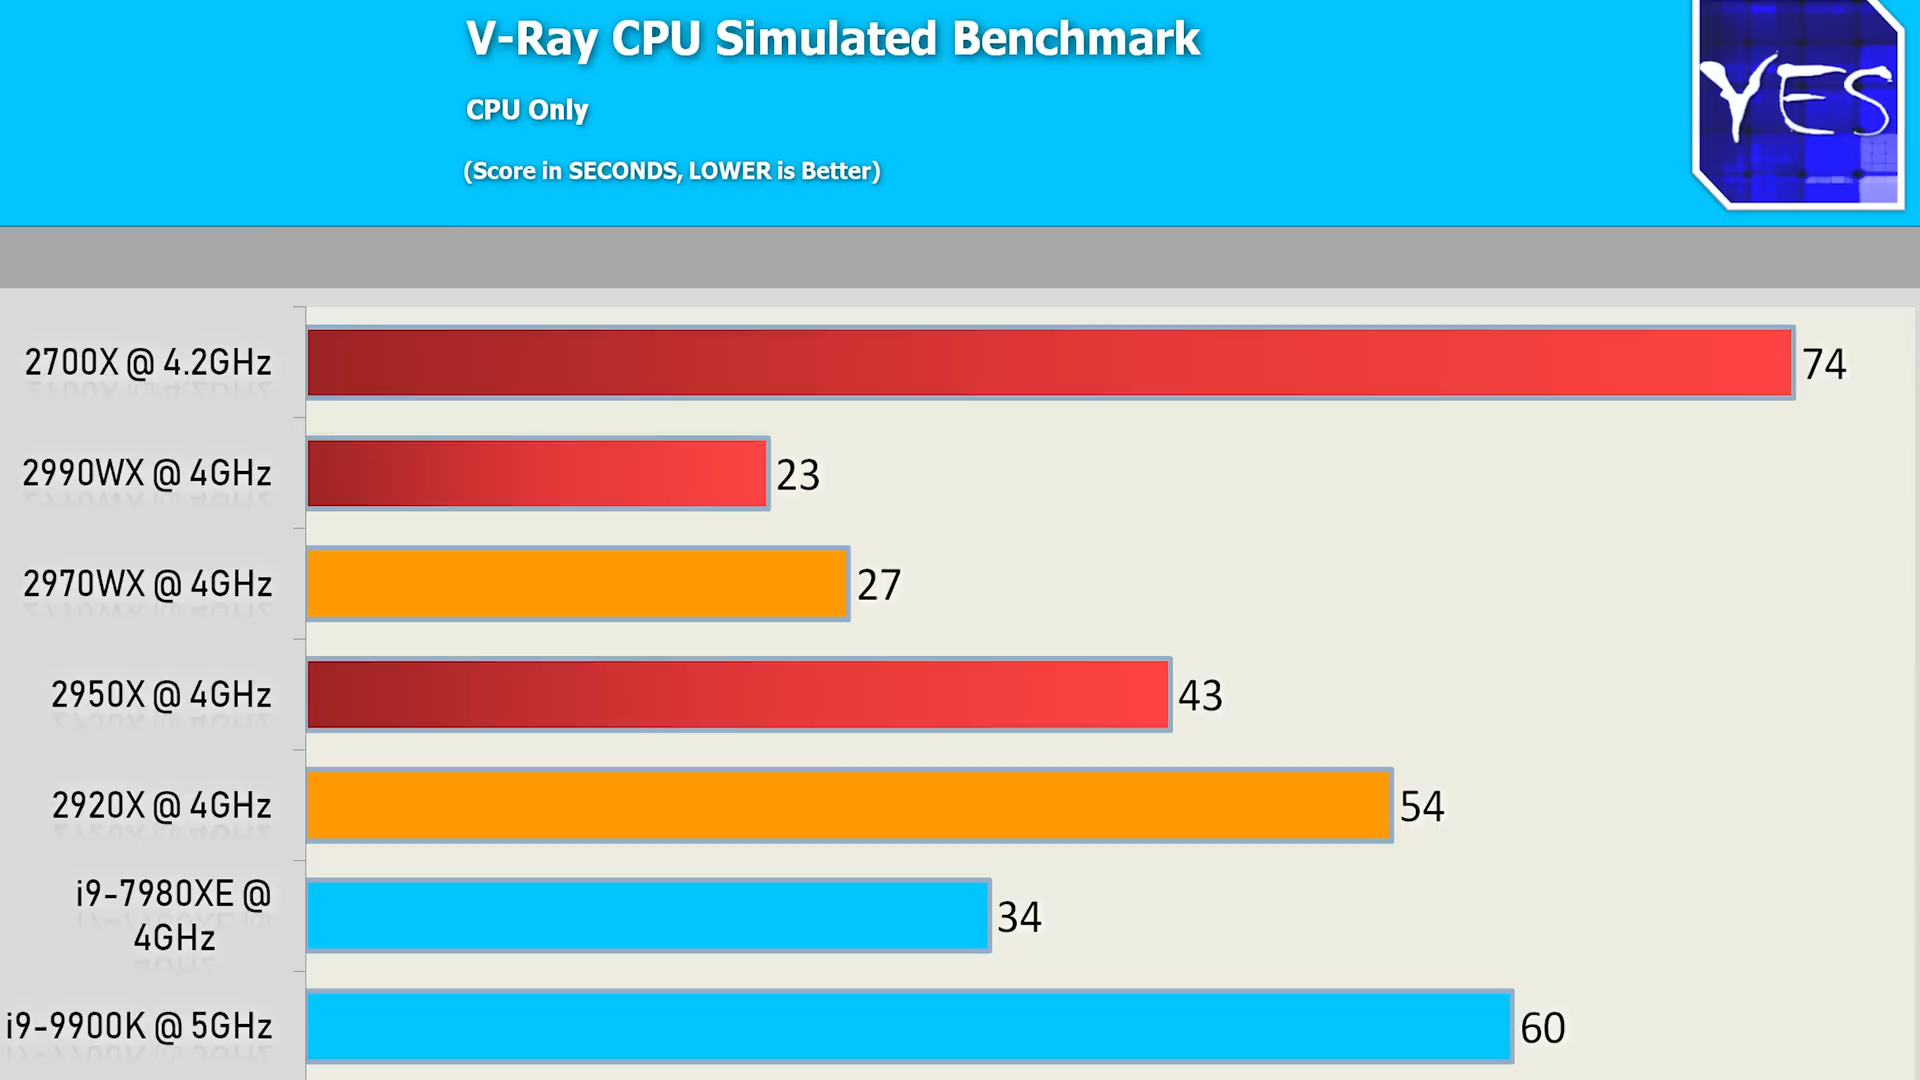 V-Ray CPU Simulated Benchmark
CPU Only
(Score in SECONDS, LOWER is Better)
YES
2700X @ 4.2GHz
74
2990WX @ 4GHz
23
2970WX @ 4GHz
27
2950X @ 4GHz
43
2920X @ 4GHz
54
i9-7980XE @
4GHz
34
i9-9900K @ 5GHz
60